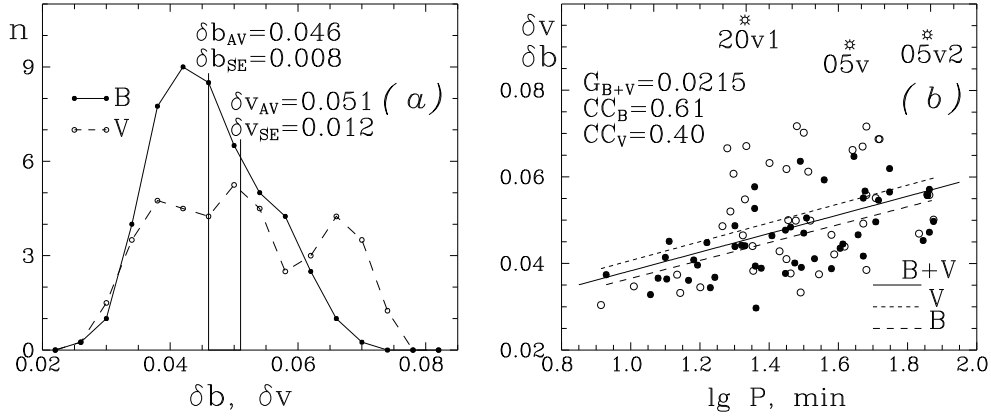 n
δb_AV=0.046
δb_SE=0.008
δv_AV=0.051
δv_SE=0.012
(a)
B
V
9
6
3
0
0.02 0.04 0.06 0.08
δb, δv
δv
δb
20v1
05v
05v2
G_B+V=0.0215
CC_B=0.61
CC_V=0.40
(b)
0.08
0.06
0.04
0.02
B+V
V
B
0.8 1.0 1.2 1.4 1.6 1.8 2.0
lg P, min